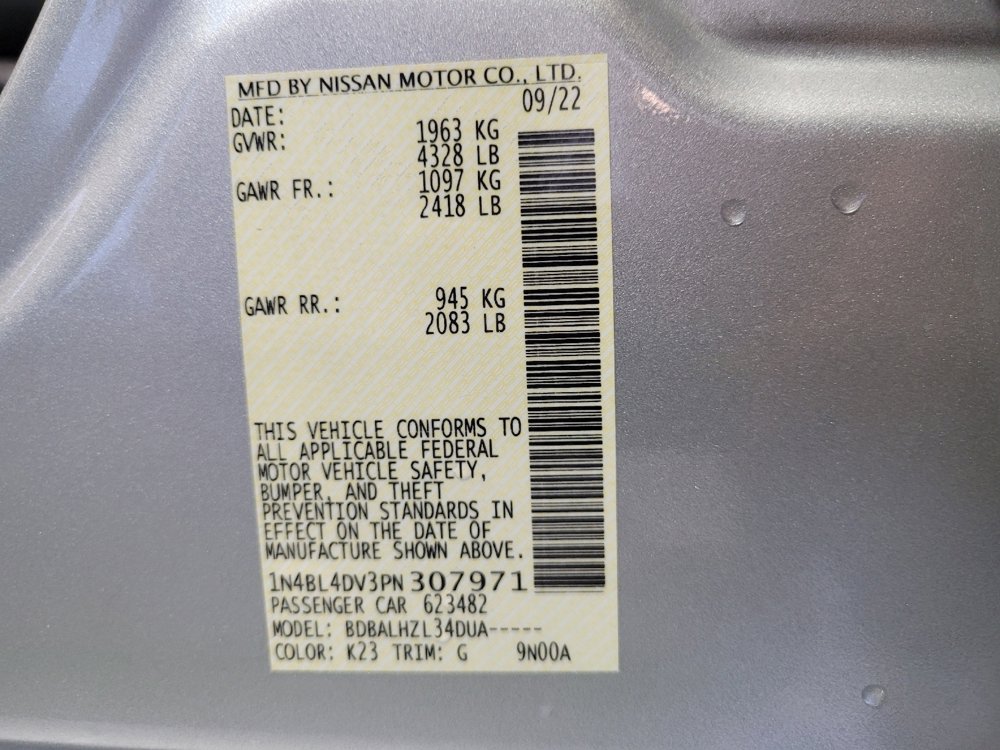 MFD BY NISSAN MOTOR CO., LTD.
DATE: 09/22
GVWR: 1963 KG
4328 LB
GAWR FR.: 1097 KG
2418 LB
GAWR RR.: 945 KG
2083 LB
THIS VEHICLE CONFORMS TO
ALL APPLICABLE FEDERAL
MOTOR VEHICLE SAFETY,
BUMPER, AND THEFT
PREVENTION STANDARDS IN
EFFECT ON THE DATE OF
MANUFACTURE SHOWN ABOVE.
1N4BL4DV3PN307971
PASSENGER CAR 623482
MODEL: BDBALHZL34DUA-----
COLOR: K23 TRIM: G 9N00A